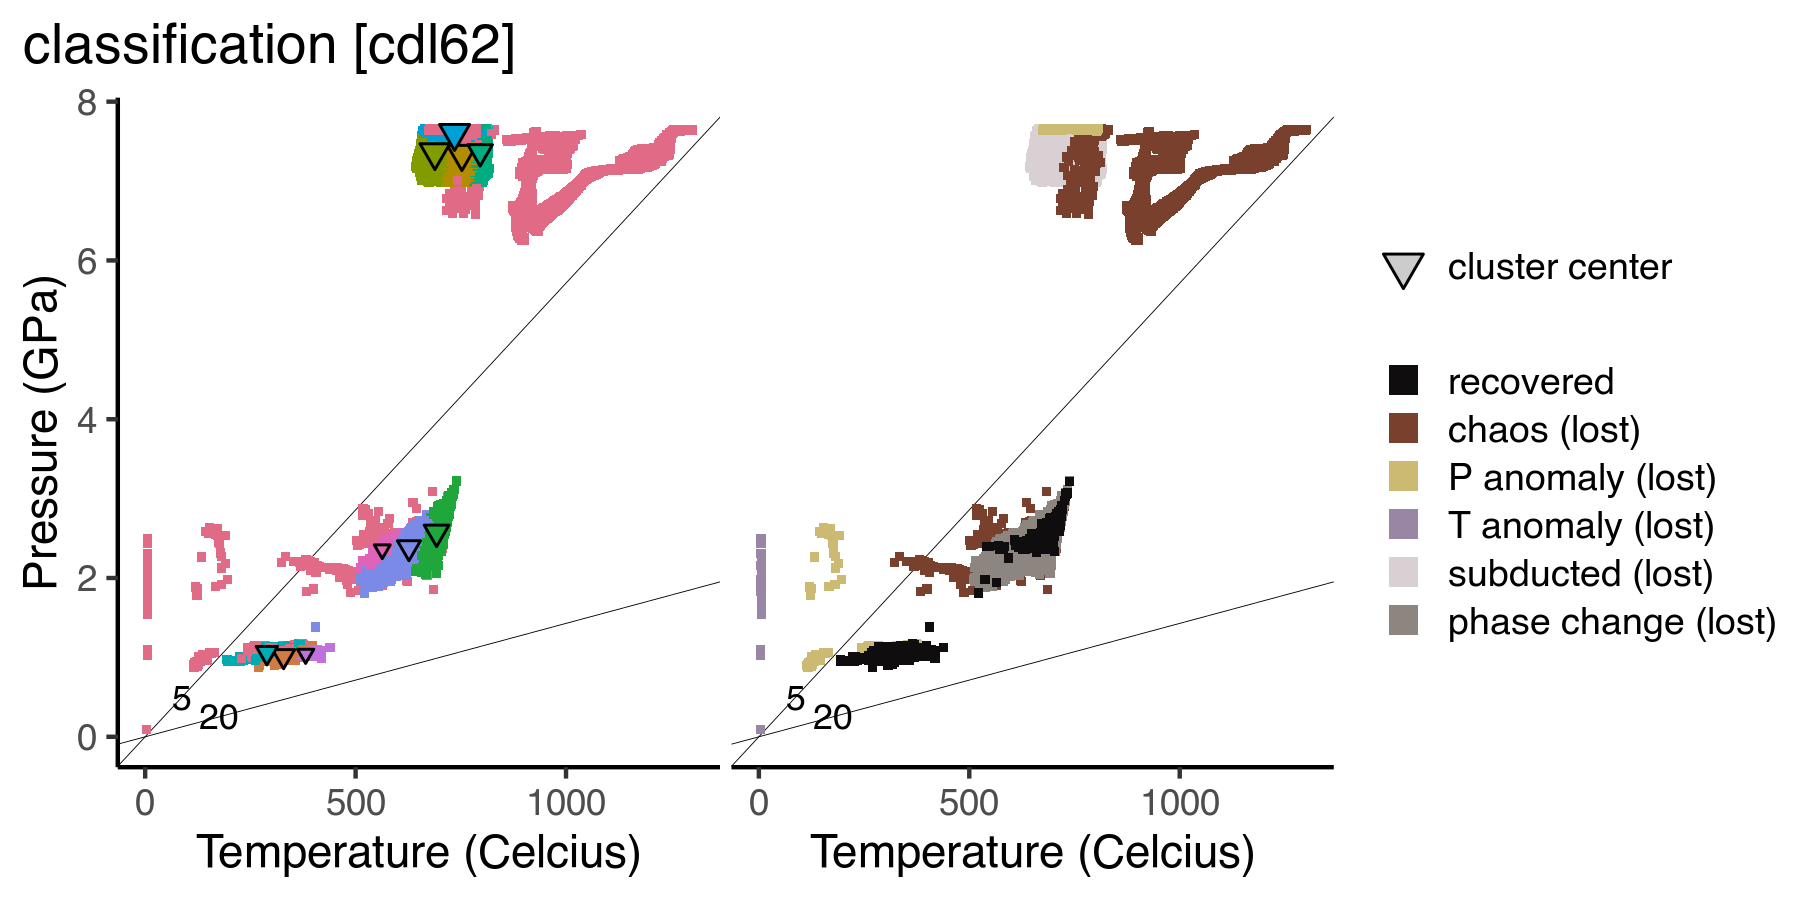 classification [cdl62]
8
6
4
2
0
Pressure (GPa)
5
20
5
20
0
500
1000
0
500
1000
Temperature (Celcius)
Temperature (Celcius)
cluster center
recovered
chaos (lost)
P anomaly (lost)
T anomaly (lost)
subducted (lost)
phase change (lost)